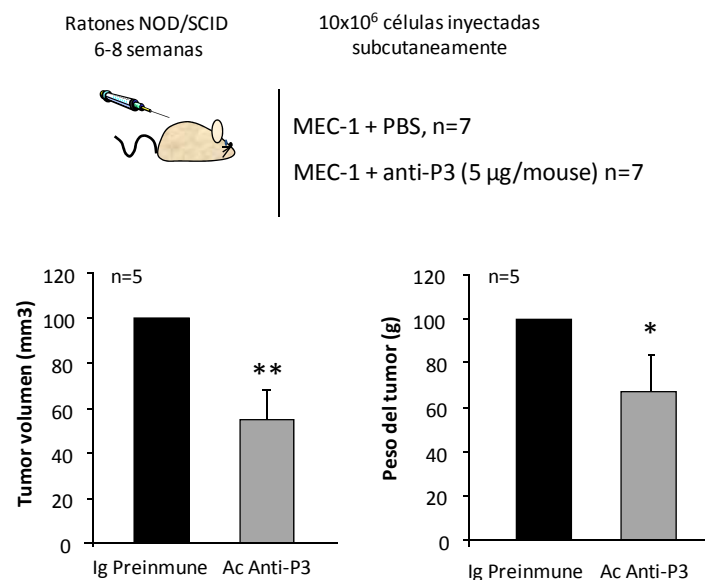 Ratones NOD/SCID
6-8 semanas
10x10⁶ células inyectadas
subcutaneamente
MEC-1 + PBS, n=7
MEC-1 + anti-P3 (5 µg/mouse) n=7
Tumor volumen (mm3)
120
100
80
60
40
20
0
n=5
**
Ig Preinmune
Ac Anti-P3
Peso del tumor (g)
120
100
80
60
40
20
0
n=5
*
Ig Preinmune
Ac Anti-P3